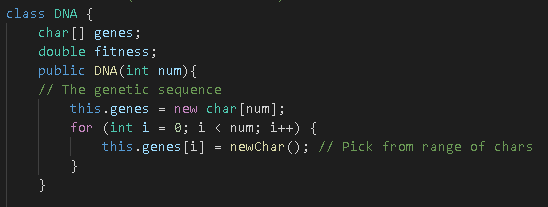 class DNA {
    char[] genes;
    double fitness;
    public DNA(int num){
    // The genetic sequence
        this.genes = new char[num];
        for (int i = 0; i < num; i++) {
            this.genes[i] = newChar(); // Pick from range of chars
        }
    }